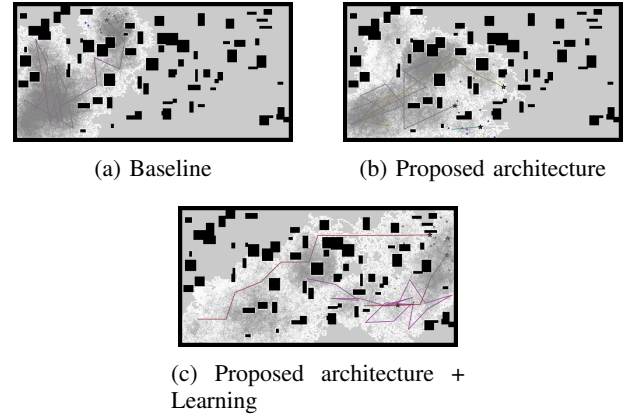 (a) Baseline
(b) Proposed architecture
(c) Proposed architecture +
Learning